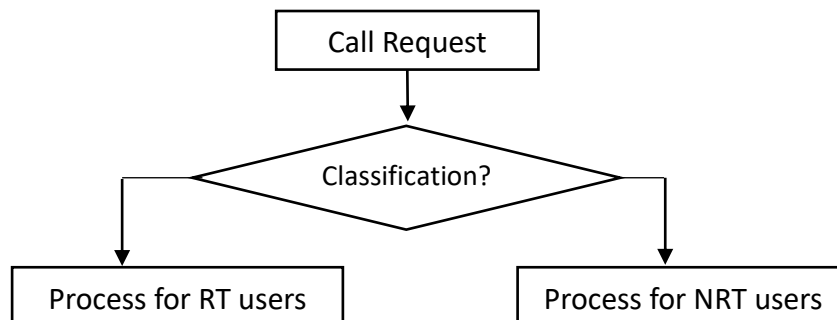 Call Request
Classification?
Process for RT users
Process for NRT users